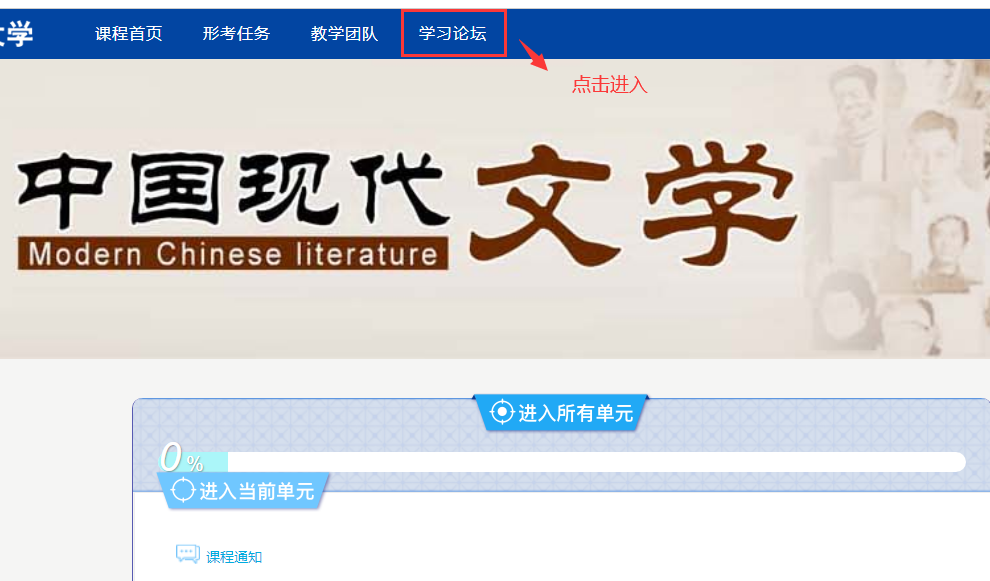 文学
课程首页 形考任务 教学团队 学习论坛
点击进入
中国现代文学
Modern Chinese literature
进入所有单元
0 %
进入当前单元
课程通知